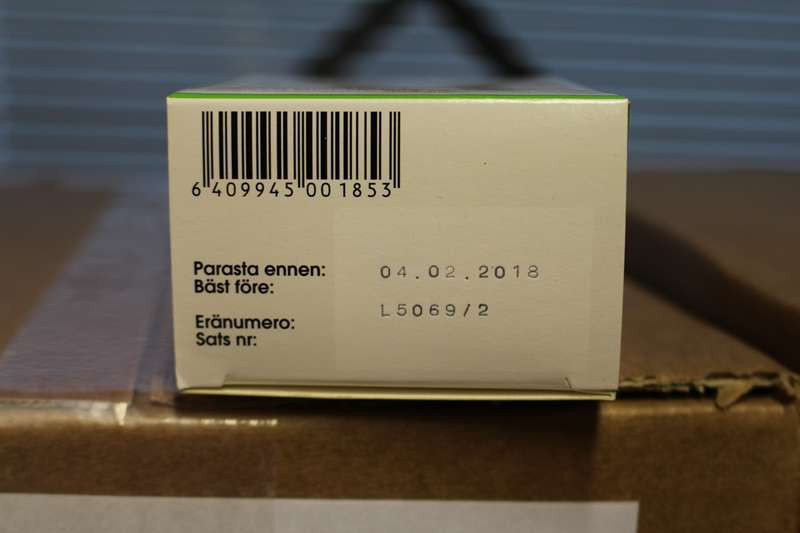 6 409945 001853
Parasta ennen: 04.02.2018
Bäst före:
L5069/2
Eränumero:
Sats nr: